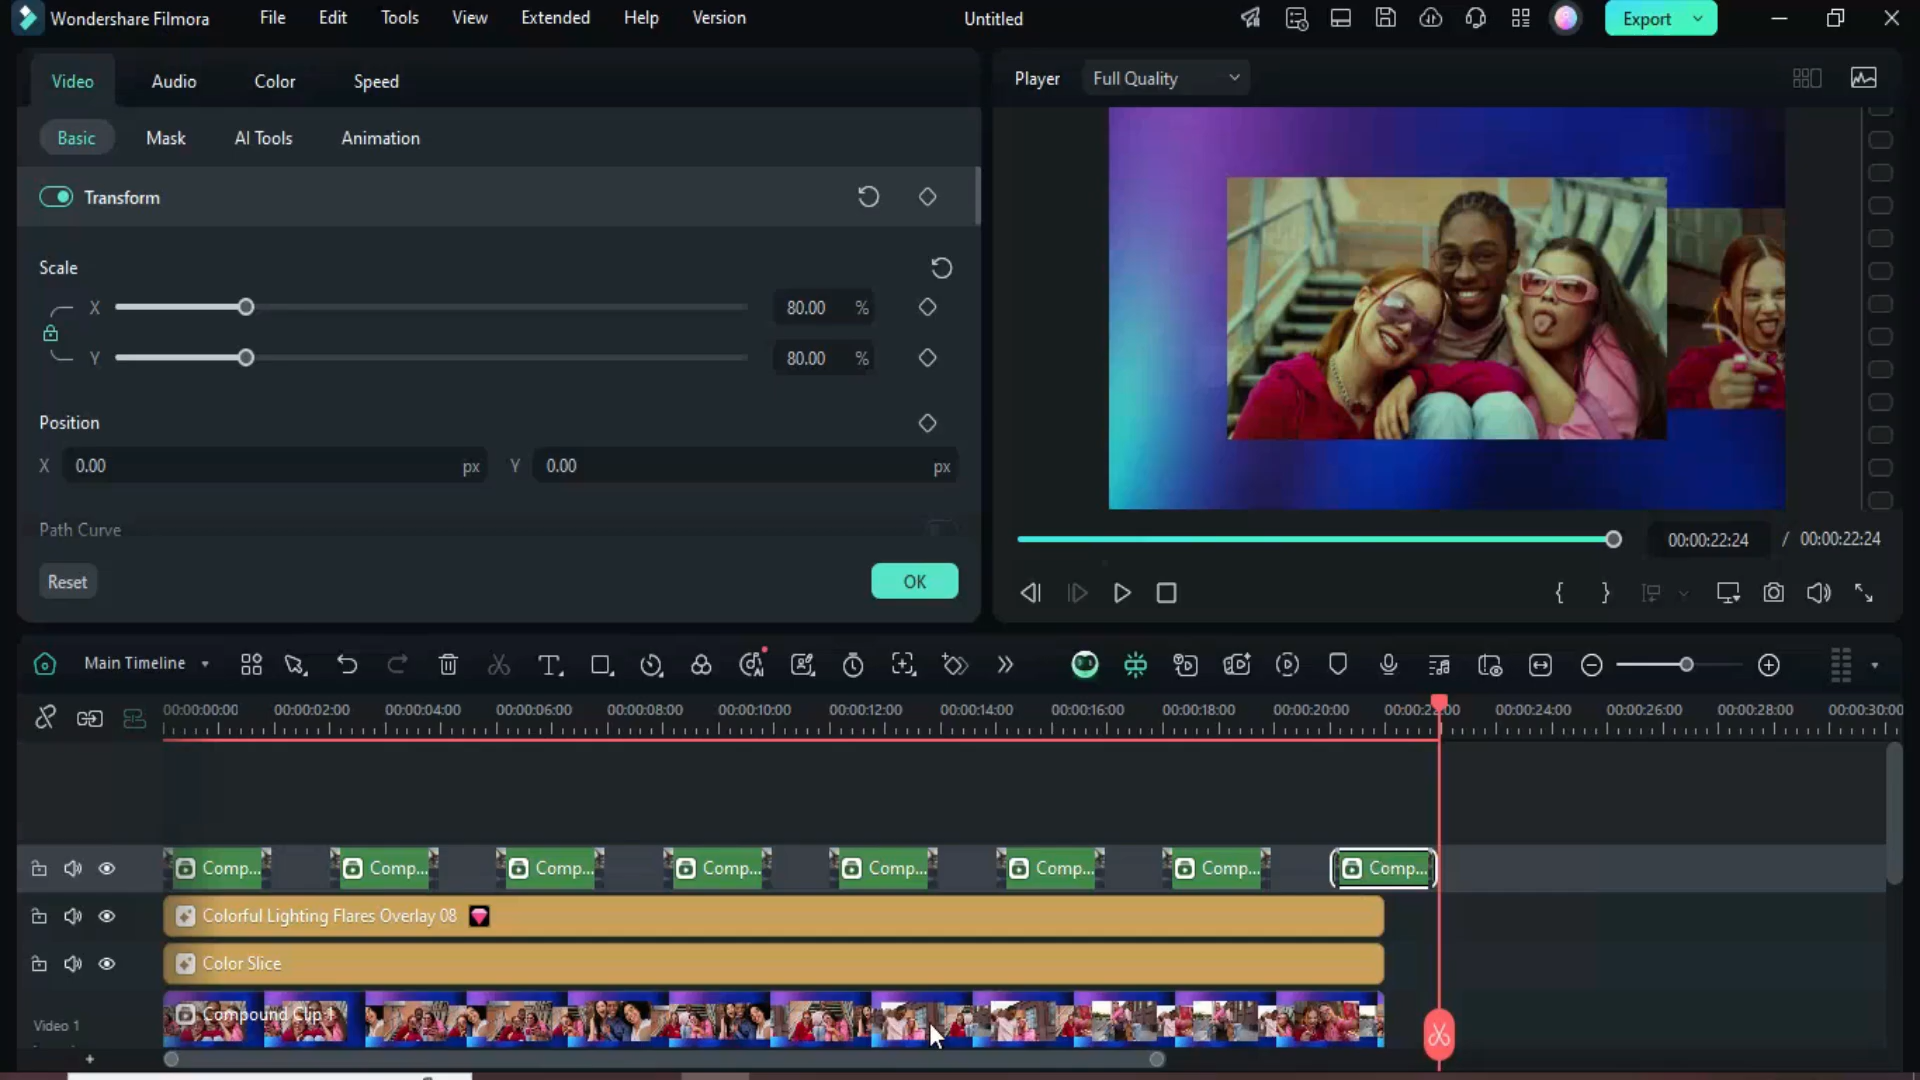 Wondershare Filmora
File
Edit
Tools
View
Extended
Help
Version
Untitled
Export
Video
Audio
Color
Speed
Player
Full Quality
Basic
Mask
AI Tools
Animation
Transform
Scale
X
80.00
%
Y
80.00
%
Position
X
0.00
px
Y
0.00
px
Path Curve
Reset
OK
00:00:22:24
/
00:00:22:24
Main Timeline
00:00:00:00
00:00:02:00
00:00:04:00
00:00:06:00
00:00:08:00
00:00:10:00
00:00:12:00
00:00:14:00
00:00:16:00
00:00:18:00
00:00:20:00
00:00:22:00
00:00:24:00
00:00:26:00
00:00:28:00
00:00:30:00
Comp...
Comp...
Comp...
Comp...
Comp...
Comp...
Comp...
Comp...
Colorful Lighting Flares Overlay 08
Color Slice
Compound Clip 1
Video 1